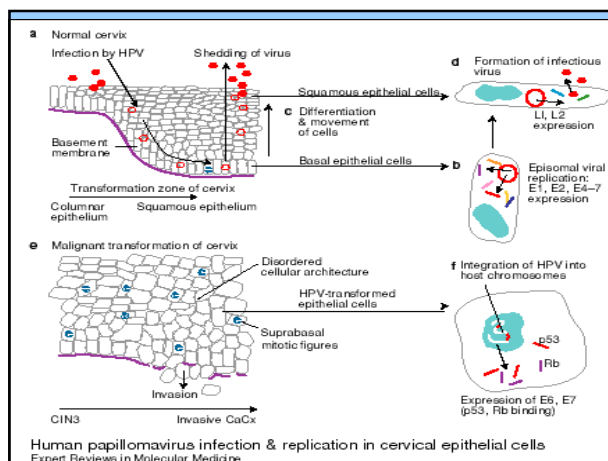 a Normal cervix
Infection by HPV
Shedding of virus
Squamous epithelial cells
c Differentiation
& movement
of cells
Basement
membrane
Basal epithelial cells
Transformation zone of cervix
Columnar
epithelium
Squamous epithelium
d Formation of infectious
virus
L1, L2
expression
b Episomal viral
replication:
E1, E2, E4-7
expression
e Malignant transformation of cervix
Disordered
cellular architecture
HPV-transformed
epithelial cells
Suprabasal
mitotic figures
Invasion
CIN3
Invasive CaCx
f Integration of HPV into
host chromosomes
p53
Rb
Expression of E6, E7
(p53, Rb binding)
Human papillomavirus infection & replication in cervical epithelial cells
Expert Reviews in Molecular Medicine